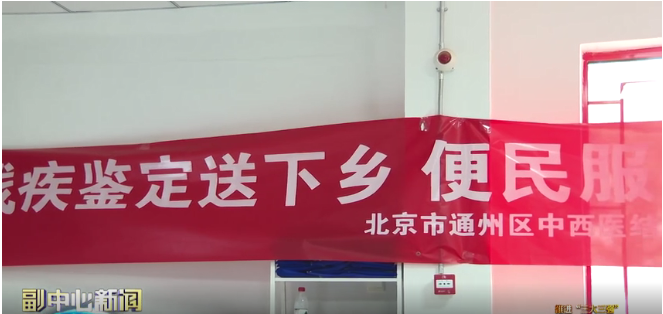 残疾鉴定送下乡 便民服
北京市通州区中西医结
副中心新闻